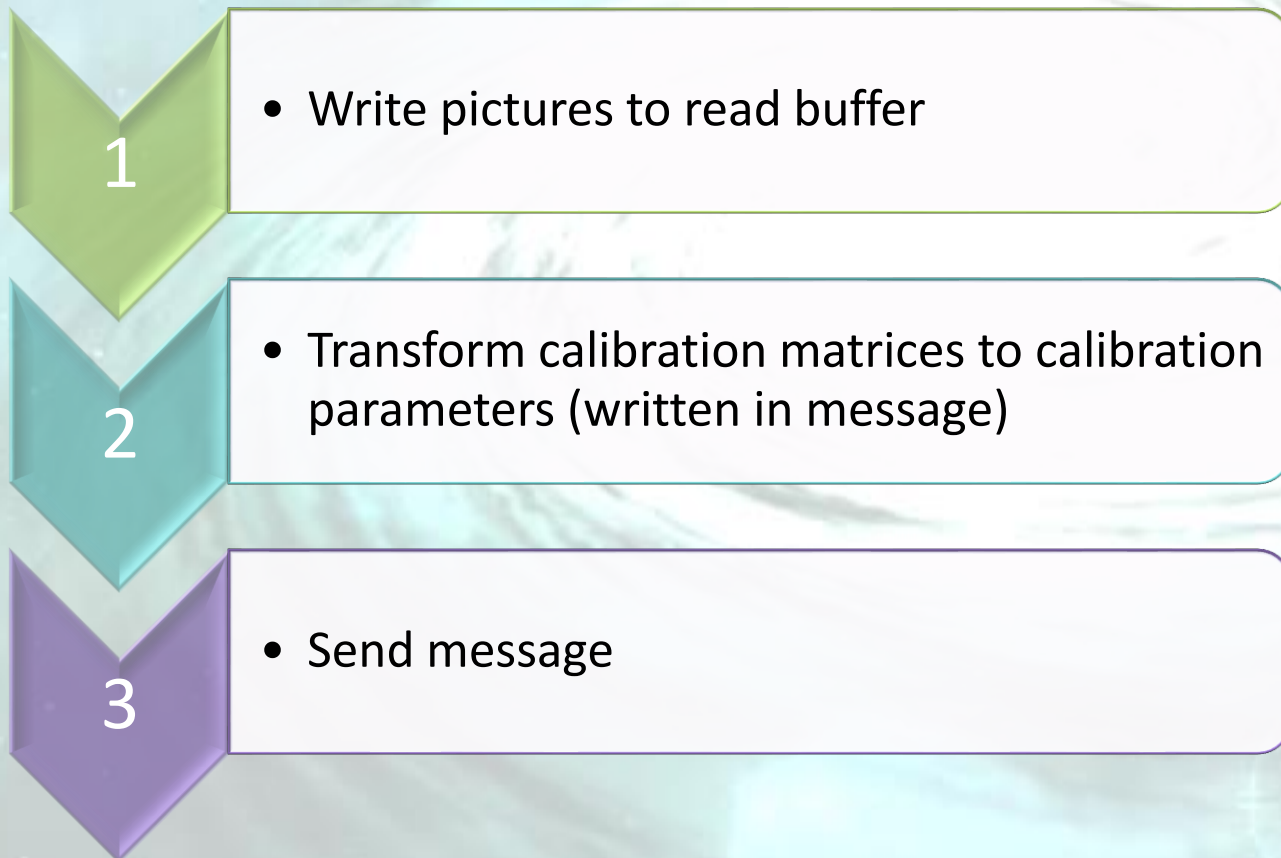 1
• Write pictures to read buffer
2
• Transform calibration matrices to calibration
parameters (written in message)
3
• Send message